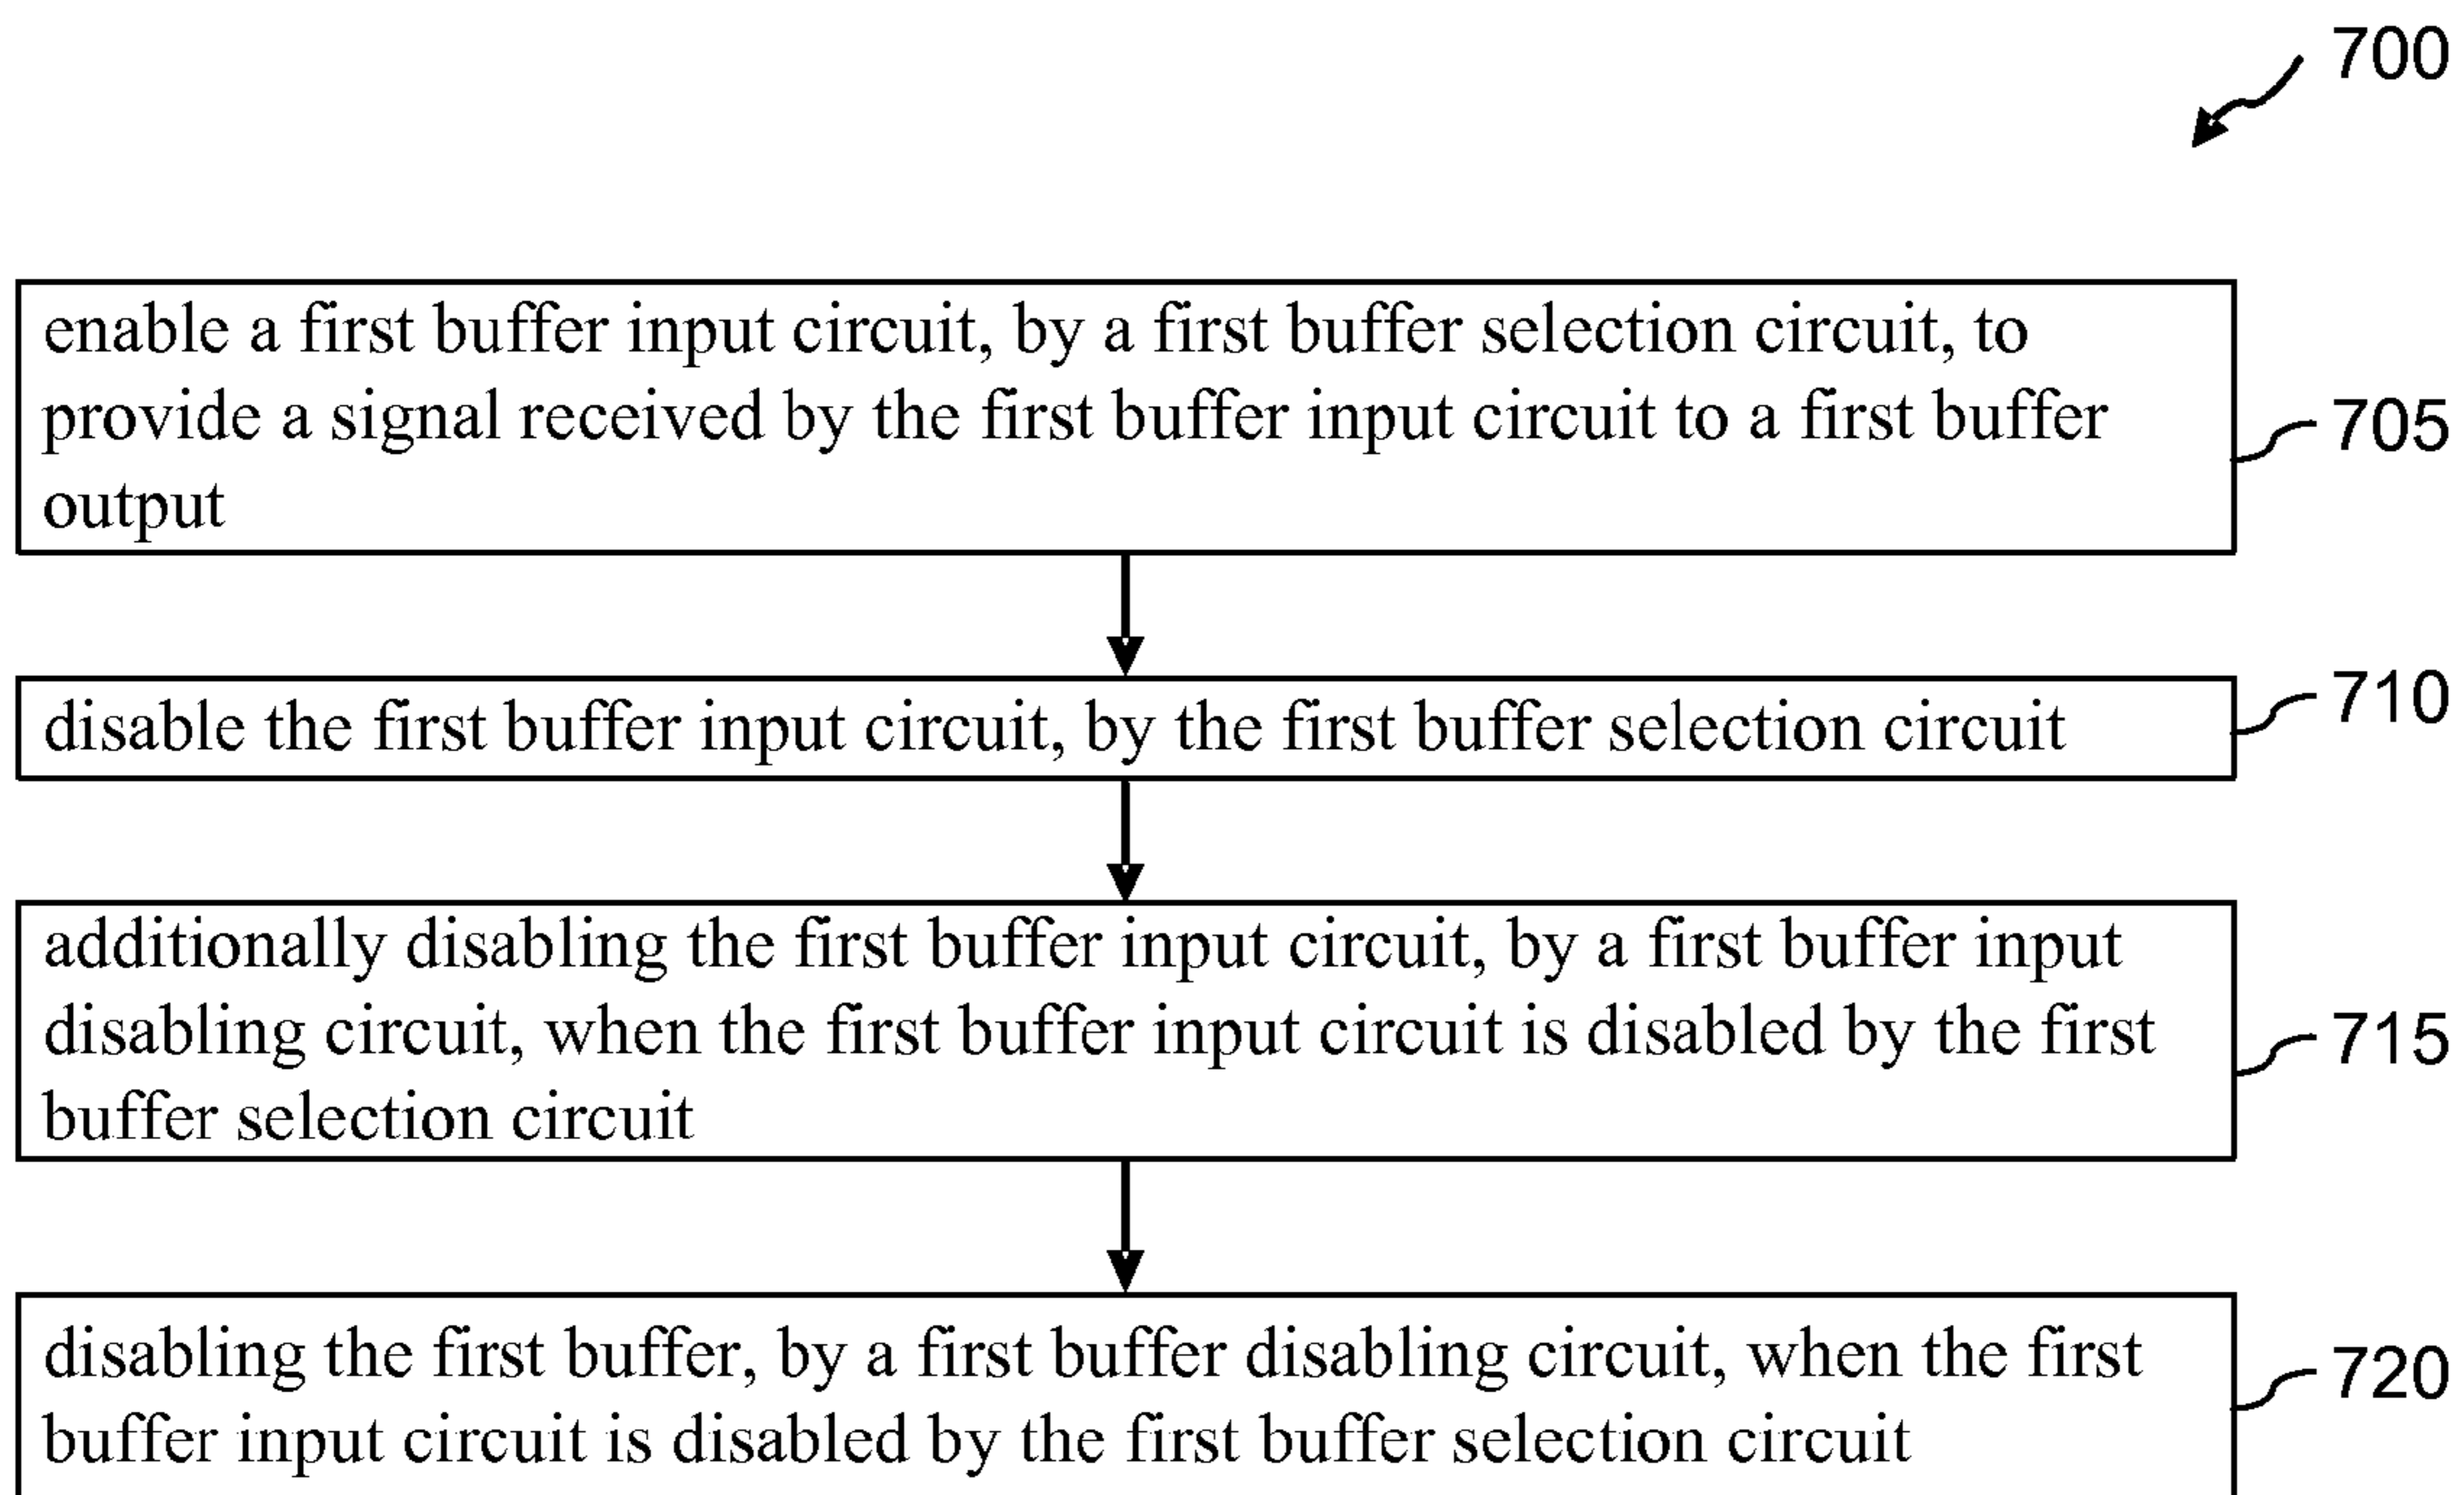 700
enable a first buffer input circuit, by a first buffer selection circuit, to
provide a signal received by the first buffer input circuit to a first buffer
output
705
disable the first buffer input circuit, by the first buffer selection circuit
710
additionally disabling the first buffer input circuit, by a first buffer input
disabling circuit, when the first buffer input circuit is disabled by the first
buffer selection circuit
715
disabling the first buffer, by a first buffer disabling circuit, when the first
buffer input circuit is disabled by the first buffer selection circuit
720